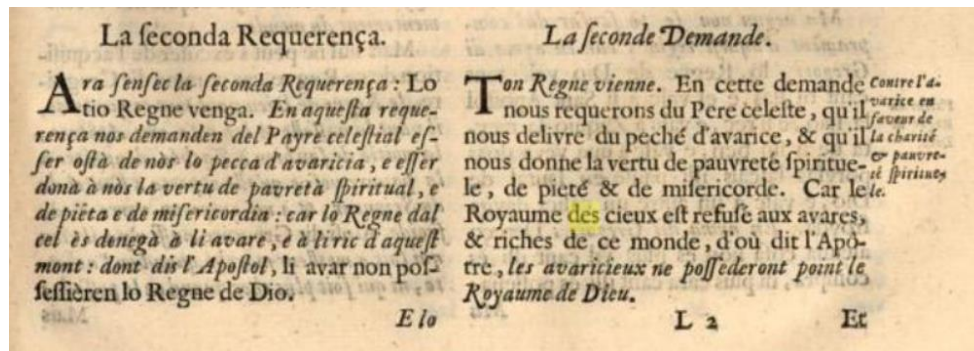 La ſeconda Requerença.
Ara ſenſec la ſeconda Requerença : Lo
tio Regne venga. En aqueſta reque-
rença nos demanden del Payre celeſtial eſ-
ſer oſtà de nòs lo pecca d'avaricia, e eſſer
donà à nòs la vertu de pavretà ſpiritual, e
de pièta e de miſericordia : car lo Regne dal
cel ès denegà à li avare, e à li ric d'aqueſt
mont : dont dis l'Apoſtol, li avar non poſ-
ſeſſièren lo Regne de Dio.
E lo
La ſeconde Demande.
Ton Règne vienne. En cette demande
nous requerons du Pere celeſte, qu'il
nous delivre du peché d'avarice, & qu'il
nous donne la vertu de pauvreté ſpiritue-
le, de pieté & de miſericorde. Car le
Royaume des cieux eſt refuſé aux avares,
& riches de ce monde, d'où dit l'Apô-
tre, les avaricieux ne poſſederont point le
Royaume de Dieu.
Contre l'a-
varice en
faveur de
la charité
& pauvre-
té ſpiritue-
le.
L 2
Et